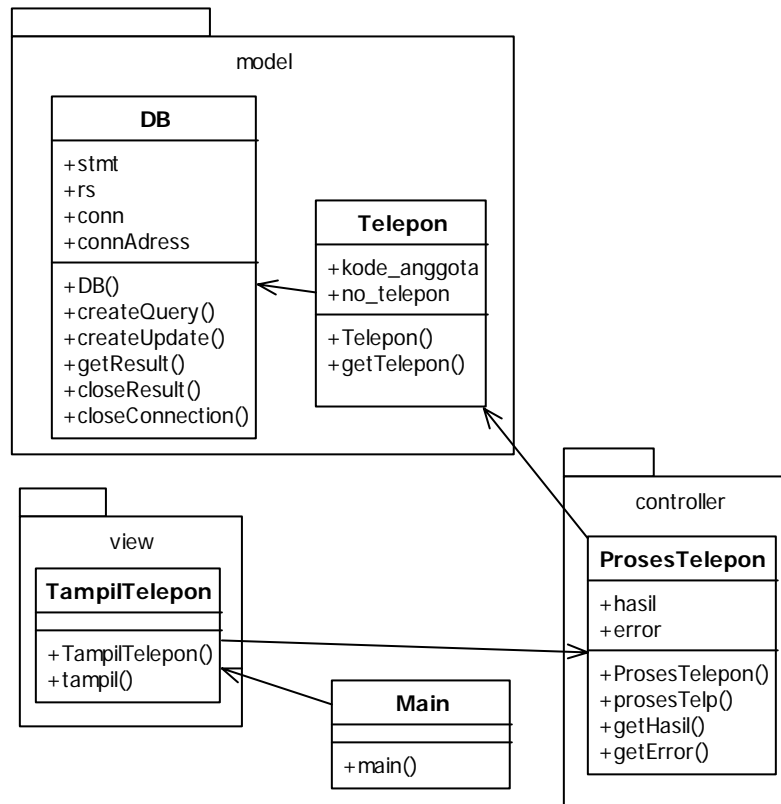 model
DB
+stmt
+rs
+conn
+connAdress
+DB()
+createQuery()
+createUpdate()
+getResult()
+closeResult()
+closeConnection()
Telepon
+kode_anggota
+no_telepon
+Telepon()
+getTelepon()
view
TampilTelepon
+TampilTelepon()
+tampil()
Main
+main()
controller
ProsesTelepon
+hasil
+error
+ProsesTelepon()
+prosesTelp()
+getHasil()
+getError()